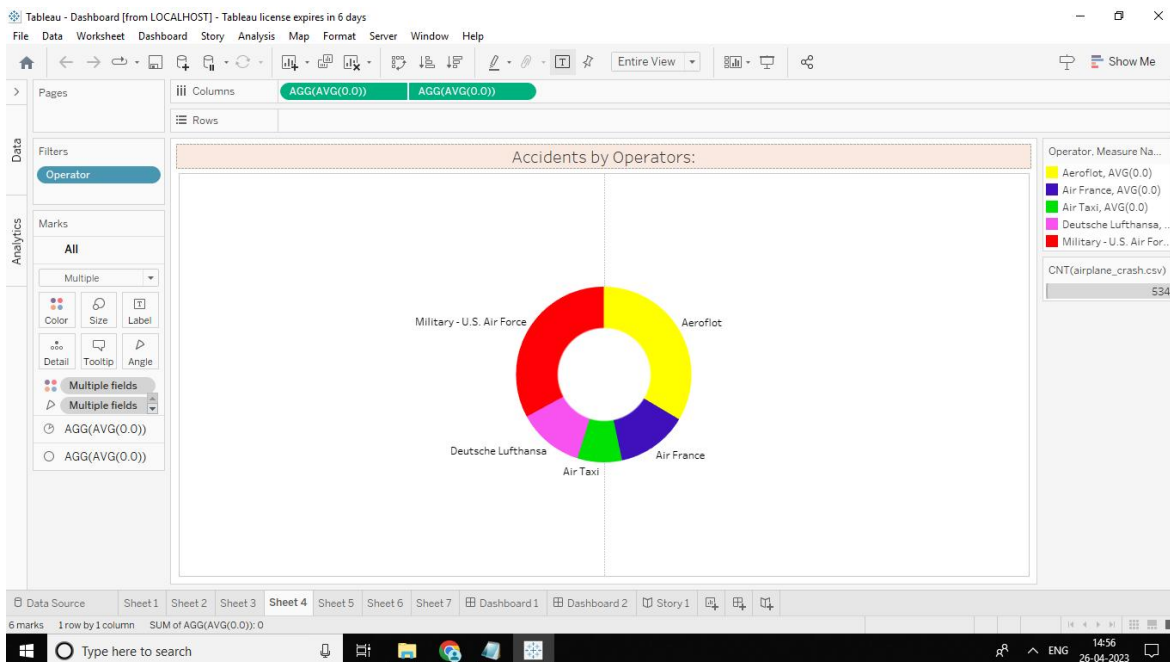 Tableau - Dashboard [from LOCALHOST] - Tableau license expires in 6 days
File Data Worksheet Dashboard Story Analysis Map Format Server Window Help
Entire View
Show Me
Pages
iii Columns
AGG(AVG(0.0))
AGG(AVG(0.0))
Rows
Data
Analytics
Filters
Operator
Marks
All
Multiple
Color Size Label
Detail Tooltip Angle
Multiple fields
Multiple fields
AGG(AVG(0.0))
AGG(AVG(0.0))
Accidents by Operators:
Military - U.S. Air Force
Aeroflot
Deutsche Lufthansa
Air France
Air Taxi
Operator, Measure Na...
Aeroflot, AVG(0.0)
Air France, AVG(0.0)
Air Taxi, AVG(0.0)
Deutsche Lufthansa, ..
Military - U.S. Air For..
CNT(airplane_crash.csv)
534
Data Source Sheet 1 Sheet 2 Sheet 3 Sheet 4 Sheet 5 Sheet 6 Sheet 7 Dashboard 1 Dashboard 2 Story 1
6 marks 1 row by 1 column SUM of AGG(AVG(0.0)): 0
Type here to search
ENG
14:56
26-04-2023